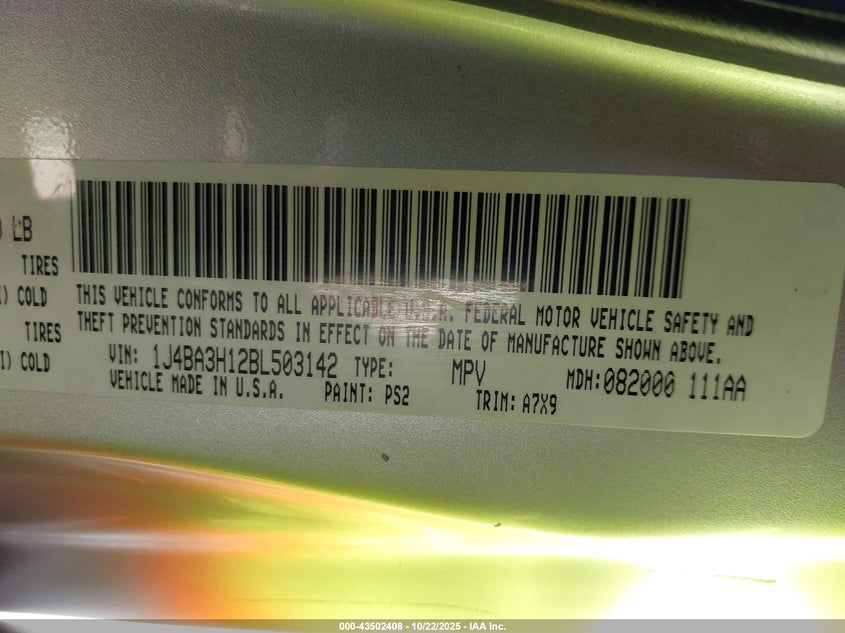 LB
TIRES
COLD
TIRES
COLD
THIS VEHICLE CONFORMS TO ALL APPLICABLE U.S.A. FEDERAL MOTOR VEHICLE SAFETY AND
THEFT PREVENTION STANDARDS IN EFFECT ON THE DATE OF MANUFACTURE SHOWN ABOVE.
VIN: 1J4BA3H12BL503142 TYPE: MPV MDH:082000 111AA
VEHICLE MADE IN U.S.A. PAINT: PS2 TRIM: A7X9
000-43502408 - 10/22/2025 - IAA Inc.